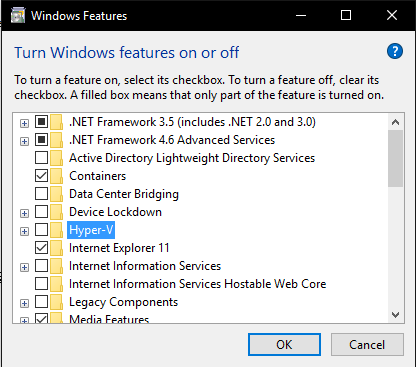 Windows Features
Turn Windows features on or off
To turn a feature on, select its checkbox. To turn a feature off, clear its
checkbox. A filled box means that only part of the feature is turned on.
.NET Framework 3.5 (includes .NET 2.0 and 3.0)
.NET Framework 4.6 Advanced Services
Active Directory Lightweight Directory Services
Containers
Data Center Bridging
Device Lockdown
Hyper-V
Internet Explorer 11
Internet Information Services
Internet Information Services Hostable Web Core
Legacy Components
Media Features
OK Cancel